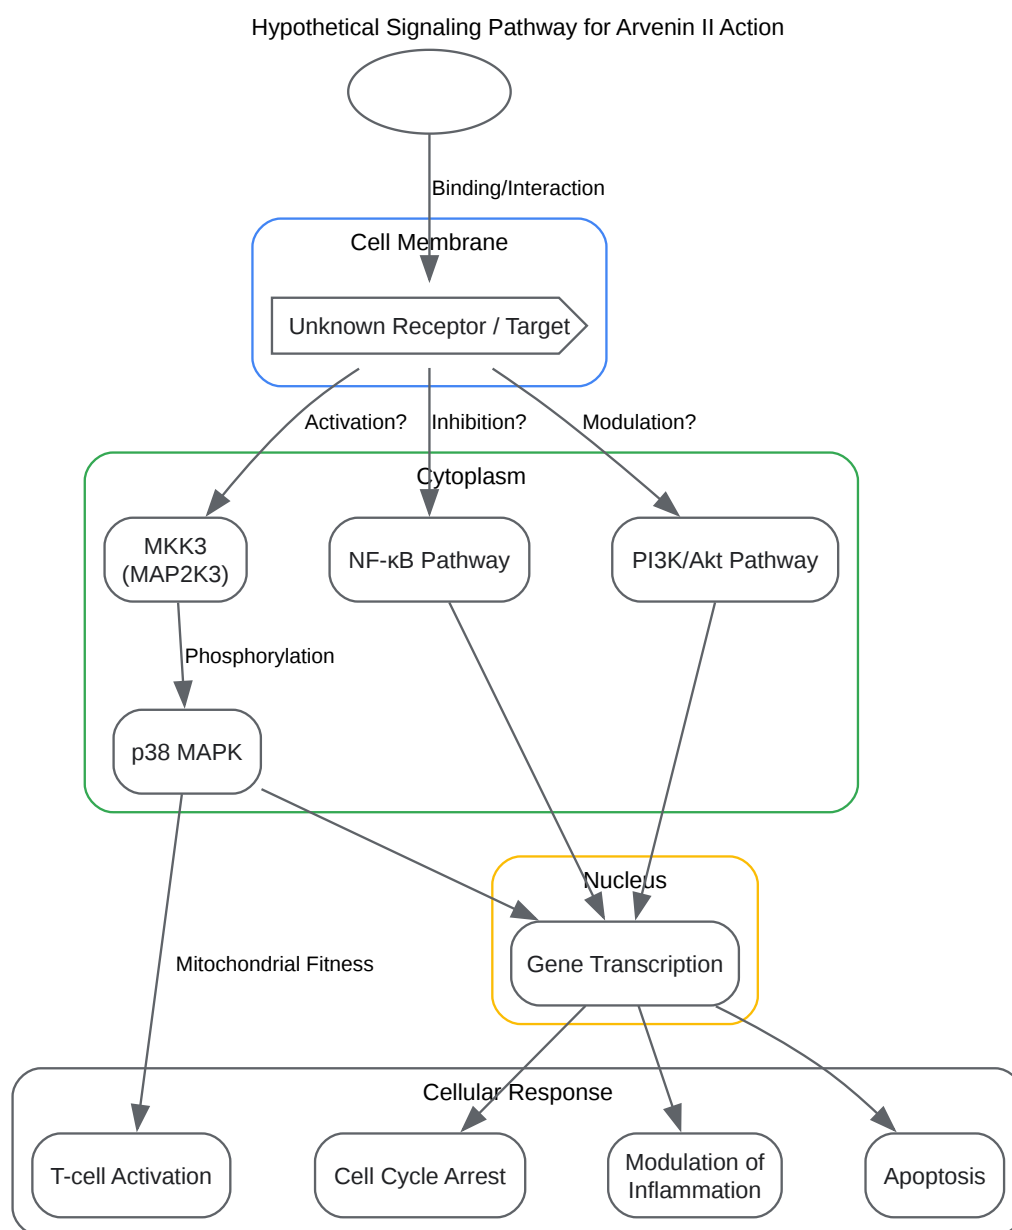 Hypothetical Signaling Pathway for Arvenin II Action
Binding/Interaction
Cell Membrane
Unknown Receptor / Target
Activation?
Inhibition?
Modulation?
Cytoplasm
MKK3
(MAP2K3)
NF-κB Pathway
PI3K/Akt Pathway
Phosphorylation
p38 MAPK
Nucleus
Gene Transcription
Mitochondrial Fitness
Cellular Response
T-cell Activation
Cell Cycle Arrest
Modulation of
Inflammation
Apoptosis